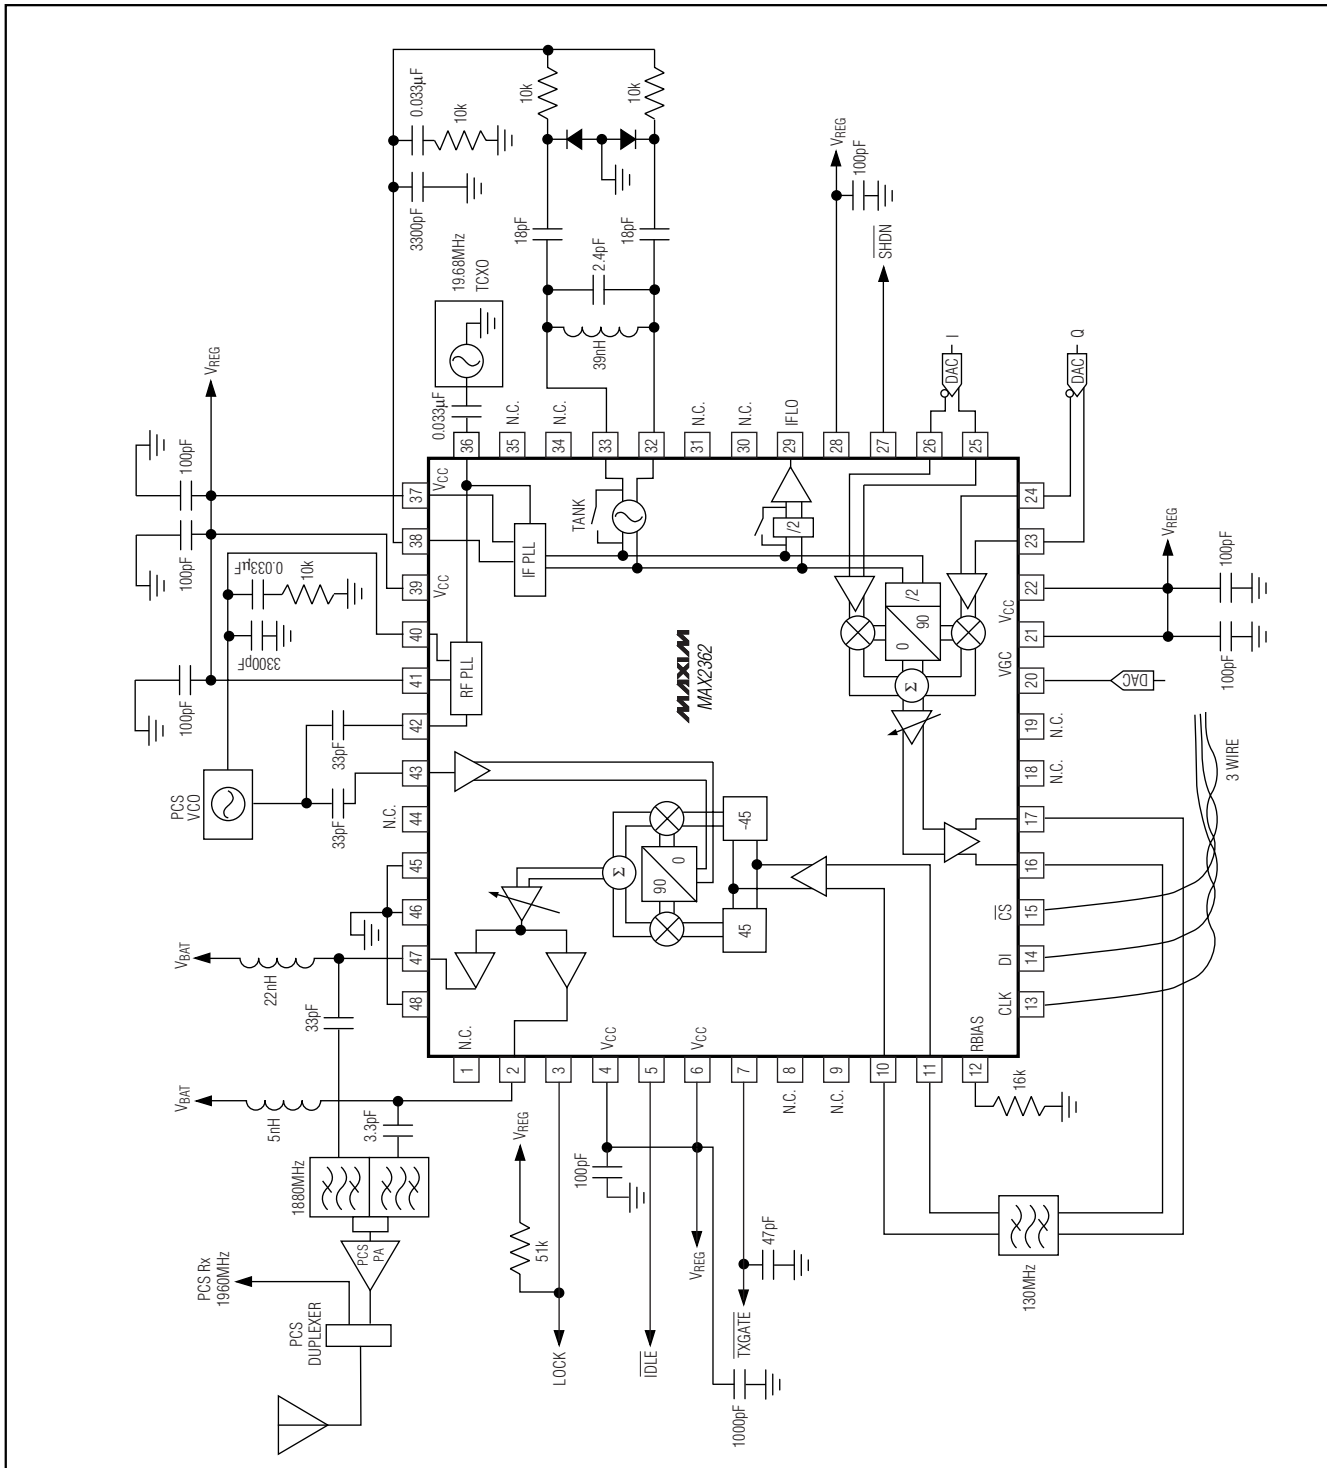 0.033µF
10k
3300pF
19.68MHz
TCXO
0.033µF
10k
10k
18pF
18pF
2.4pF
39nH
VREG
100pF
SHDN
VREG
100pF
100pF
0.033µF
10k
3300pF
100pF
PCS
VCO
33pF
33pF
N.C.
N.C.
N.C.
N.C.
N.C.
IFLO
DAC
I
DAC
Q
36
35
34
33
32
31
30
29
28
27
26
25
37
VCC
38
39
VCC
40
41
42
43
44
45
46
47
48
TANK
IF PLL
RF PLL
/2
/2
0
90
Σ
MAXIM
MAX2362
24
23
22
VCC
21
VGC
20
19
N.C.
18
N.C.
17
16
15
CS
14
DI
13
CLK
VREG
100pF
100pF
DAC
3 WIRE
-45
45
90
0
Σ
VBAT
22nH
33pF
VBAT
5nH
3.3pF
1880MHz
PCS
PA
PCS Rx
1960MHz
PCS
DUPLEXER
N.C.
VCC
VCC
RBIAS
1
2
3
4
5
6
7
8
9
10
11
12
N.C.
N.C.
16k
VREG
51k
LOCK
100pF
IDLE
VREG
47pF
TXGATE
1000pF
130MHz